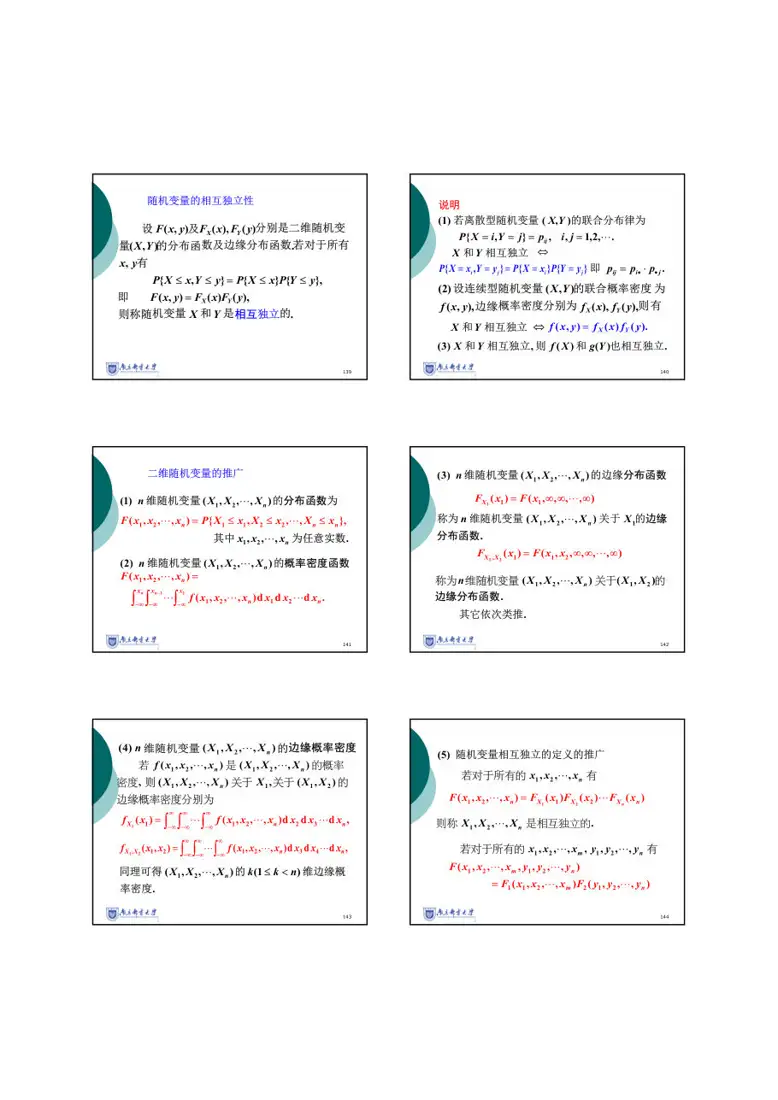 随机变量的相互独立性
设 F(x, y)及F_X(x), F_Y(y)分别是二维随机变
量(X,Y)的分布函数及边缘分布函数.若对于所有
x, y有
P{X ≤ x, Y ≤ y} = P{X ≤ x}P{Y ≤ y},
即 F(x, y) = F_X(x)F_Y(y),
则称随机变量 X 和 Y 是相互独立的.
139
说明
(1) 若离散型随机变量 ( X,Y )的联合分布律为
P{X = i, Y = j} = p_{ij}, i, j = 1,2,⋯.
X 和 Y 相互独立 ⇔
P{X = x_i, Y = y_j} = P{X = x_i}P{Y = y_j} 即 p_{ij} = p_{i•} · p_{•j}.
(2) 设连续型随机变量 (X,Y)的联合概率密度 为
f(x, y),边缘概率密度分别为 f_X(x), f_Y(y),则 有
X 和 Y 相互独立 ⇔ f(x, y) = f_X(x) f_Y(y).
(3) X 和 Y 相互独立, 则 f(X) 和 g(Y)也相互独立.
140
二维随机变量的推广
(1) n 维随机变量 (X_1, X_2, ⋯, X_n) 的分布函数为
F(x_1, x_2, ⋯, x_n) = P{X_1 ≤ x_1, X_2 ≤ x_2, ⋯, X_n ≤ x_n},
其中 x_1, x_2, ⋯, x_n 为任意实数.
(2) n 维随机变量 (X_1, X_2, ⋯, X_n) 的概率密度函数
F(x_1, x_2, ⋯, x_n) =
∫_{−∞}^{x_n} ∫_{−∞}^{x_{n−1}} ⋯ ∫_{−∞}^{x_1} f(x_1, x_2, ⋯, x_n) d x_1 d x_2 ⋯ d x_n.
141
(3) n 维随机变量 (X_1, X_2, ⋯, X_n) 的边缘分布函数
F_{X_1}(x_1) = F(x_1, ∞, ∞, ⋯, ∞)
称为 n 维随机变量 (X_1, X_2, ⋯, X_n) 关于 X_1的边缘
分布函数.
F_{X_1,X_2}(x_1) = F(x_1, x_2, ∞, ∞, ⋯, ∞)
称为n维随机变量 (X_1, X_2, ⋯, X_n) 关于(X_1, X_2)的
边缘分布函数.
其它依次类推.
142
(4) n 维随机变量 (X_1, X_2, ⋯, X_n) 的边缘概率密度
若 f(x_1, x_2, ⋯, x_n) 是 (X_1, X_2, ⋯, X_n) 的概率
密度, 则 (X_1, X_2, ⋯, X_n) 关于 X_1,关于 (X_1, X_2) 的
边缘概率密度分别为
f_{X_1}(x_1) = ∫_{−∞}^{∞} ∫_{−∞}^{∞} ⋯ ∫_{−∞}^{∞} f(x_1, x_2, ⋯, x_n) d x_2 d x_3 ⋯ d x_n,
f_{X_1,X_2}(x_1, x_2) = ∫_{−∞}^{∞} ∫_{−∞}^{∞} ⋯ ∫_{−∞}^{∞} f(x_1, x_2, ⋯, x_n) d x_3 d x_4 ⋯ d x_n,
同理可得 (X_1, X_2, ⋯, X_n) 的 k(1 ≤ k < n) 维边缘概
率密度.
143
(5) 随机变量相互独立的定义的推广
若对于所有的 x_1, x_2, ⋯, x_n 有
F(x_1, x_2, ⋯, x_n) = F_{X_1}(x_1)F_{X_2}(x_2)⋯F_{X_n}(x_n)
则称 X_1, X_2, ⋯, X_n 是相互独立的.
若对于所有的 x_1, x_2, ⋯, x_m, y_1, y_2, ⋯, y_n 有
F(x_1, x_2, ⋯, x_m, y_1, y_2, ⋯, y_n)
= F_1(x_1, x_2, ⋯, x_m)F_2(y_1, y_2, ⋯, y_n)
144